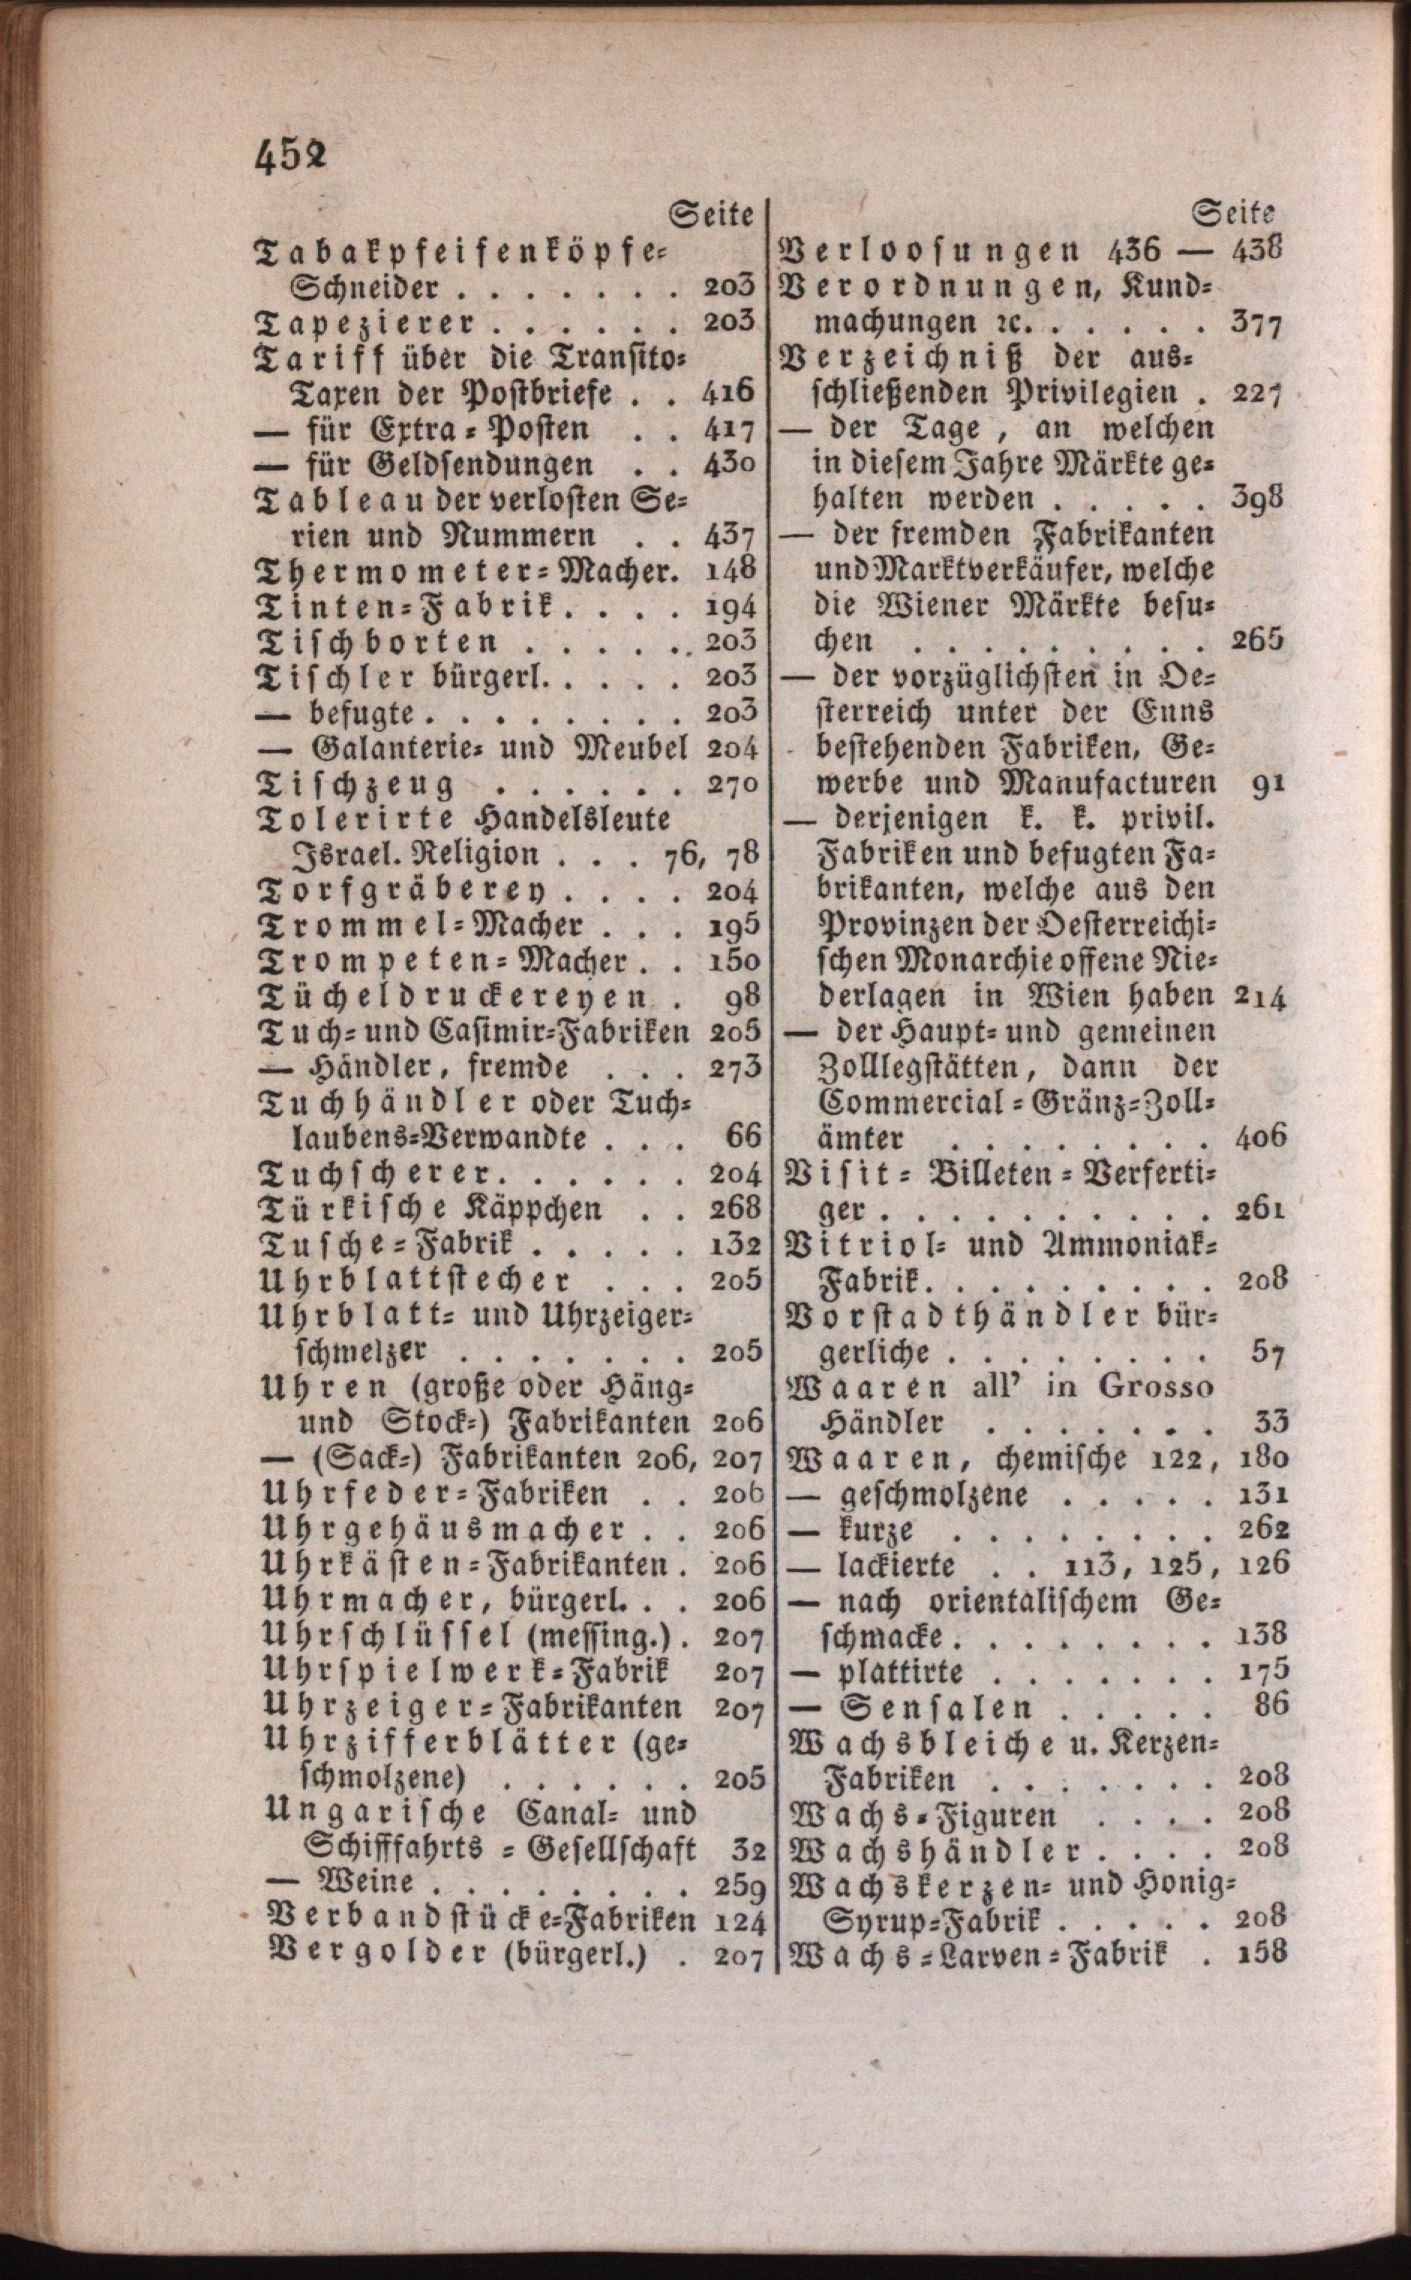 452
Seite
Tabakpfeifenköpfe-
Schneider . . . . . . . 203
Tapezierer . . . . . . 203
Tariff über die Transito-
Taxen der Postbriefe . . 416
— für Extra-Posten . . 417
— für Geldsendungen . . 430
Tableau der verlosten Se-
rien und Nummern . . 437
Thermometer-Macher. 148
Tinten-Fabrik. . . . 194
Tischborten . . . . . 203
Tischler bürgerl. . . . . 203
— befugte . . . . . . . . 203
— Galanterie- und Meubel 204
Tischzeug . . . . . . 270
Tolerirte Handelsleute
Israel. Religion . . . 76, 78
Torfgräberey . . . . 204
Trommel-Macher . . . 195
Trompeten-Macher . . 150
Tücheldruckereyen . 98
Tuch- und Casimir-Fabriken 205
— Händler, fremde . . . 273
Tuchhändler oder Tuch-
laubens-Verwandte . . . 66
Tuchscherer. . . . . . 204
Türkische Käppchen . . 268
Tusche-Fabrik . . . . . 132
Uhrblattstecher . . . 205
Uhrblatt- und Uhrzeiger-
schmelzer . . . . . . . 205
Uhren (große oder Häng-
und Stock-) Fabrikanten 206
— (Sack-) Fabrikanten 206, 207
Uhrfeder-Fabriken . . 206
Uhrgehäusmacher . . 206
Uhrkästen-Fabrikanten . 206
Uhrmacher, bürgerl. . . 206
Uhrschlüssel (messing.) . 207
Uhrspielwerk-Fabrik 207
Uhrzeiger-Fabrikanten 207
Uhrzifferblätter (ge-
schmolzene) . . . . . . 205
Ungarische Canal- und
Schifffahrts-Gesellschaft 32
— Weine . . . . . . . . 259
Verbandstücke-Fabriken 124
Vergolder (bürgerl.) . 207
Seite
Verloosungen 436 — 438
Verordnungen, Kund-
machungen ꝛc. . . . . . 377
Verzeichniß der aus-
schließenden Privilegien . 227
— der Tage, an welchen
in diesem Jahre Märkte ge-
halten werden . . . . . 398
— der fremden Fabrikanten
und Marktverkäufer, welche
die Wiener Märkte besu-
chen . . . . . . . . . 265
— der vorzüglichsten in Oe-
sterreich unter der Enns
bestehenden Fabriken, Ge-
werbe und Manufacturen 91
— derjenigen k. k. privil.
Fabriken und befugten Fa-
brikanten, welche aus den
Provinzen der Oesterreichi-
schen Monarchie offene Nie-
derlagen in Wien haben 214
— der Haupt- und gemeinen
Zolllegstätten, dann der
Commercial-Gränz-Zoll-
ämter . . . . . . . . 406
Visit-Billeten-Verferti-
ger . . . . . . . . . . 261
Vitriol- und Ammoniak-
Fabrik. . . . . . . . . 208
Vorstadthändler bür-
gerliche . . . . . . . . 57
Waaren all' in Grosso
Händler . . . . . . . 33
Waaren, chemische 122, 180
— geschmolzene . . . . . 131
— kurze . . . . . . . . 262
— lackierte . . 113, 125, 126
— nach orientalischem Ge-
schmacke . . . . . . . . 138
— plattirte . . . . . . . 175
— Sensalen . . . . . 86
Wachsbleiche u. Kerzen-
Fabriken . . . . . . . 208
Wachs-Figuren . . . . 208
Wachshändler . . . . 208
Wachskerzen- und Honig-
Syrup-Fabrik . . . . . 208
Wachs-Larven-Fabrik . 158